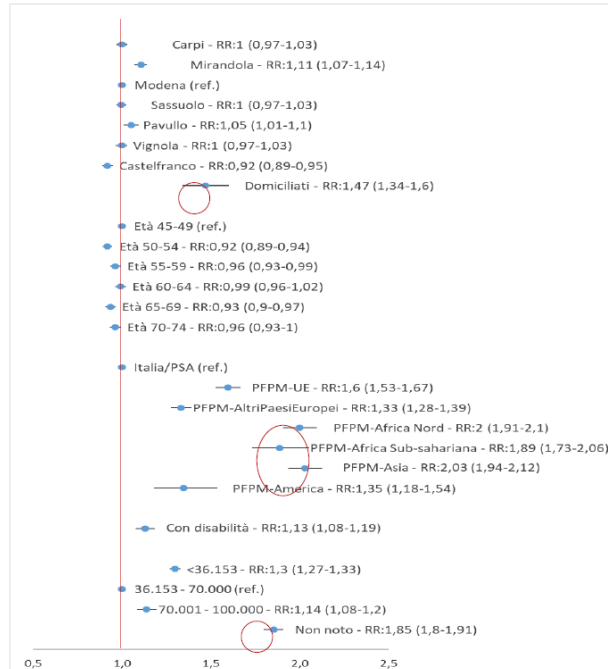 Carpi - RR:1 (0,97-1,03)
Mirandola - RR:1,11 (1,07-1,14)
Modena (ref.)
Sassuolo - RR:1 (0,97-1,03)
Pavullo - RR:1,05 (1,01-1,1)
Vignola - RR:1 (0,97-1,03)
Castelfranco - RR:0,92 (0,89-0,95)
Domiciliati - RR:1,47 (1,34-1,6)
Età 45-49 (ref.)
Età 50-54 - RR:0,92 (0,89-0,94)
Età 55-59 - RR:0,96 (0,93-0,99)
Età 60-64 - RR:0,99 (0,96-1,02)
Età 65-69 - RR:0,93 (0,9-0,97)
Età 70-74 - RR:0,96 (0,93-1)
Italia/PSA (ref.)
PFPM-UE - RR:1,6 (1,53-1,67)
PFPM-AltriPaesiEuropei - RR:1,33 (1,28-1,39)
PFPM-Africa Nord - RR:2 (1,91-2,1)
PFPM-Africa Sub-sahariana - RR:1,89 (1,73-2,06)
PFPM-Asia - RR:2,03 (1,94-2,12)
PFPM-America - RR:1,35 (1,18-1,54)
Con disabilità - RR:1,13 (1,08-1,19)
<36.153 - RR:1,3 (1,27-1,33)
36.153 - 70.000 (ref.)
70.001 - 100.000 - RR:1,14 (1,08-1,2)
Non noto - RR:1,85 (1,8-1,91)
0,5 1,0 1,5 2,0 2,5